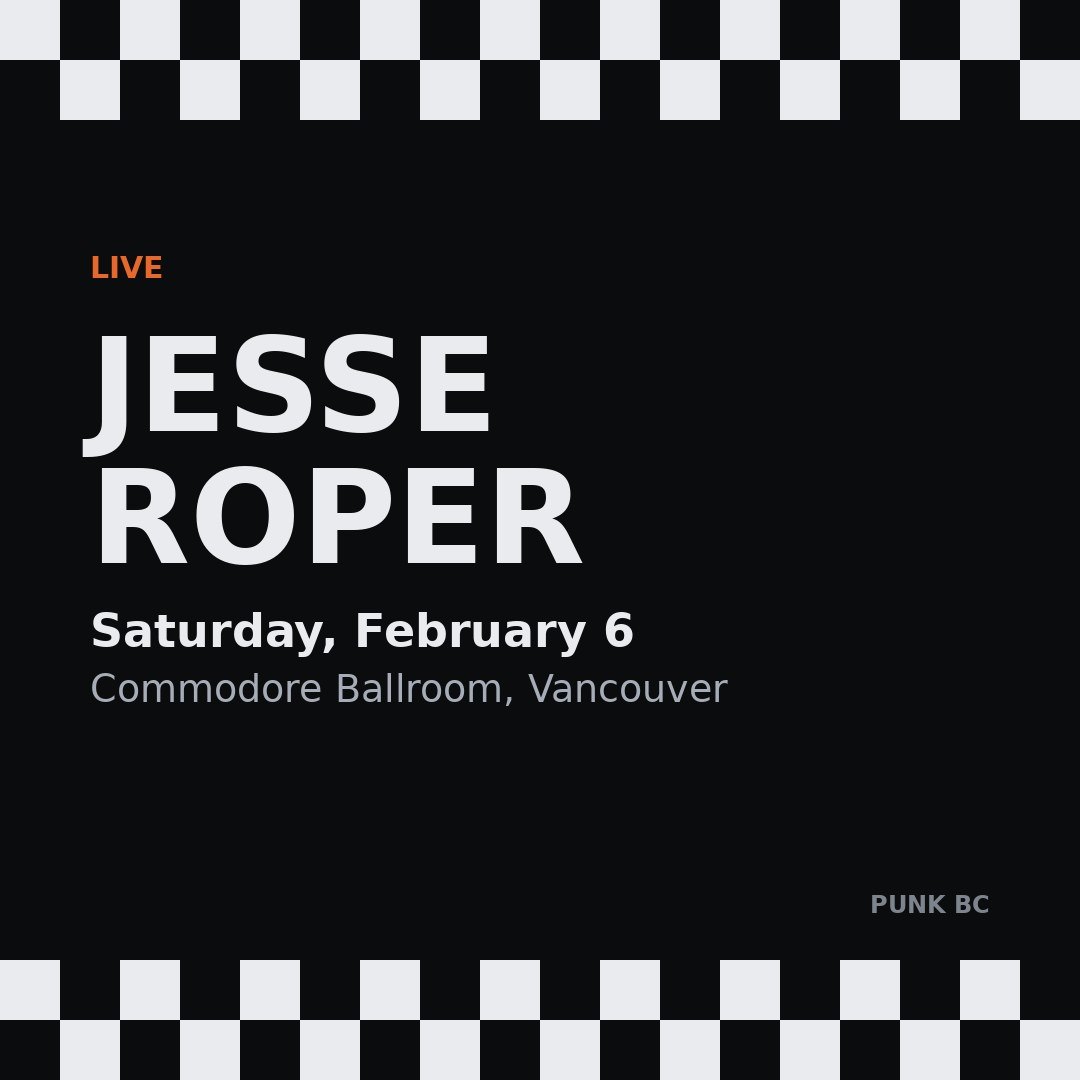 LIVE
JESSE
ROPER
Saturday, February 6
Commodore Ballroom, Vancouver
PUNK BC